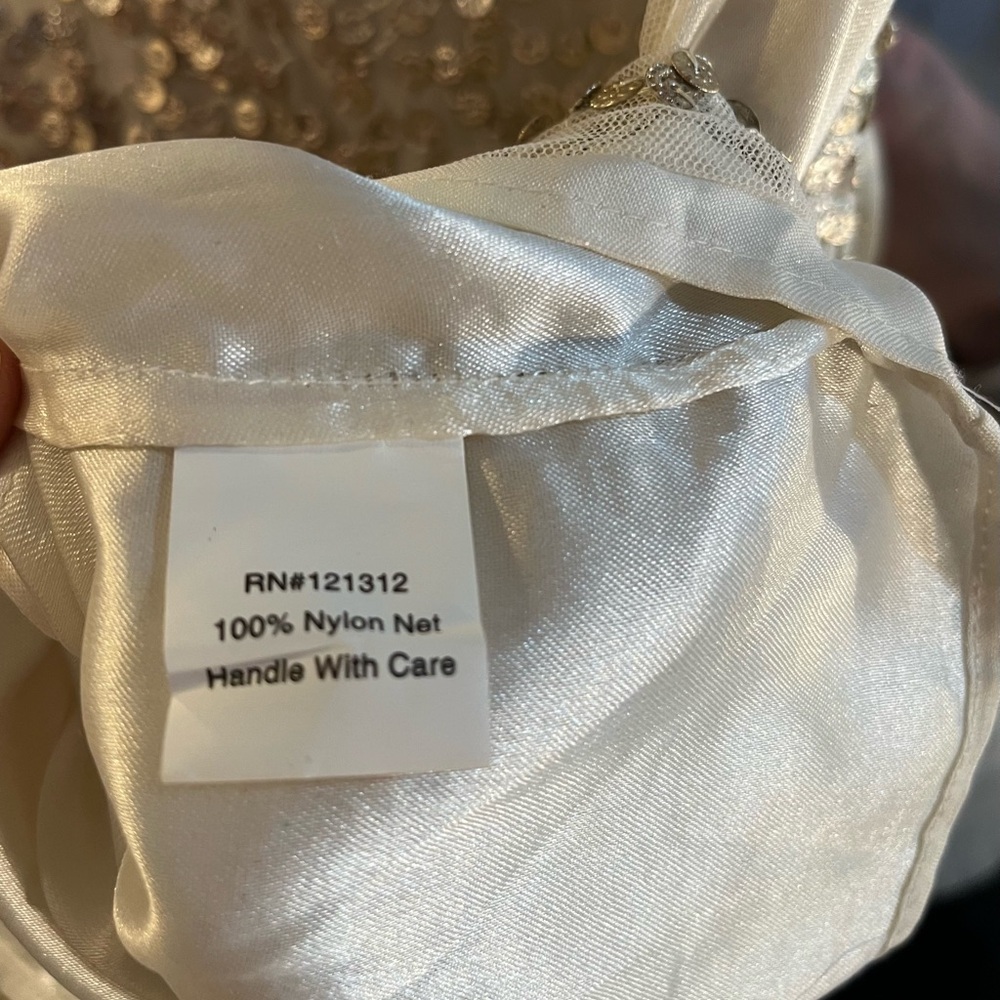 RN#121312
100% Nylon Net
Handle With Care